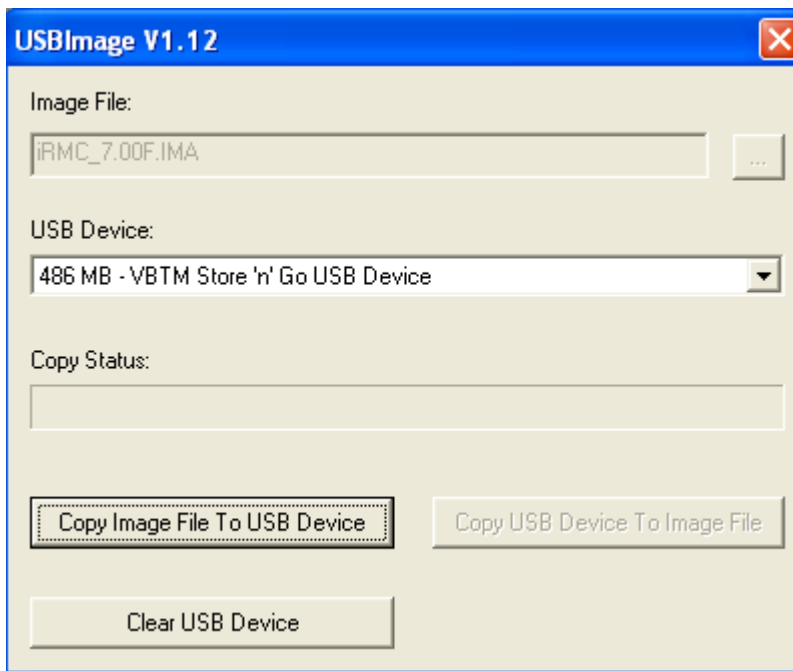 USBImage V1.12
Image File:
iRMC_7.00F.IMA
...
USB Device:
486 MB - VBTM Store 'n' Go USB Device
Copy Status:
Copy Image File To USB Device
Copy USB Device To Image File
Clear USB Device